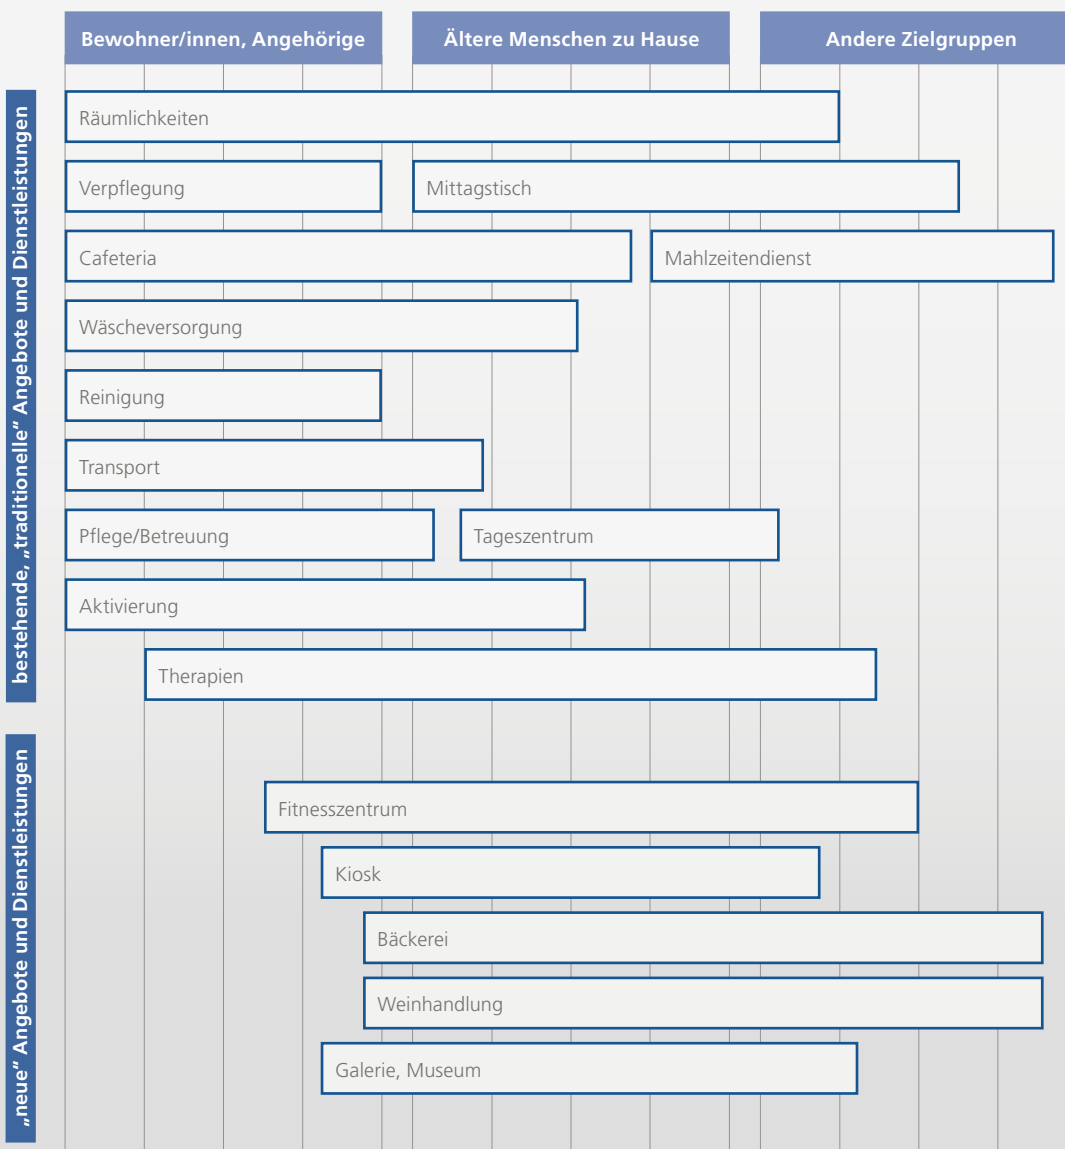 Bewohner/innen, Angehörige
Ältere Menschen zu Hause
Andere Zielgruppen
bestehende, „traditionelle“ Angebote und Dienstleistungen
Räumlichkeiten
Verpflegung
Mittagstisch
Cafeteria
Mahlzeitendienst
Wäscheversorgung
Reinigung
Transport
Pflege/Betreuung
Tageszentrum
Aktivierung
Therapien
„neue“ Angebote und Dienstleistungen
Fitnesszentrum
Kiosk
Bäckerei
Weinhandlung
Galerie, Museum